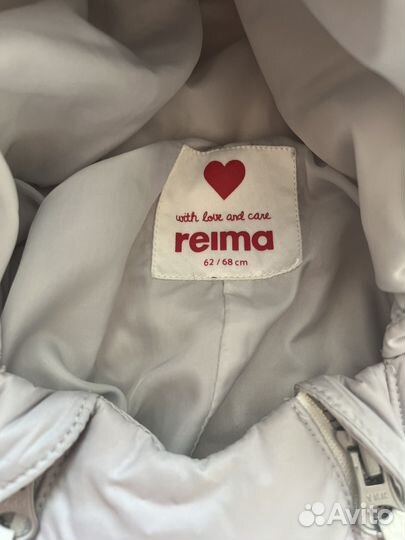 with love and care
reima
62 / 68 cm
Avito